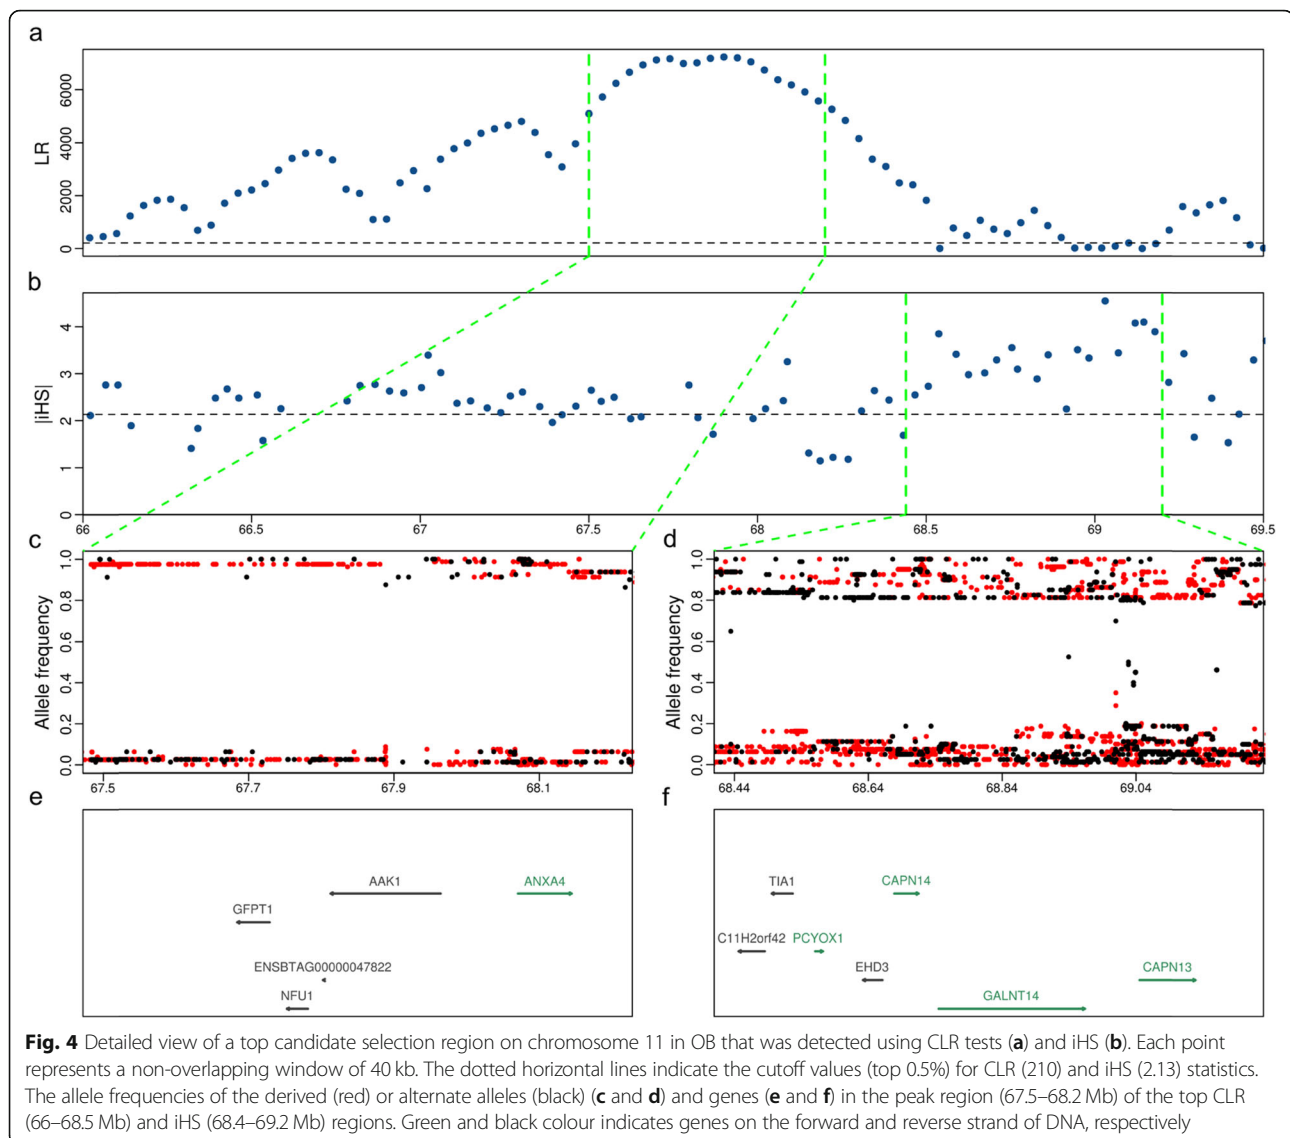 a
LR
6000
4000
2000
0
b
|iHS|
4
3
2
1
0
66 66.5 67 67.5 68 68.5 69 69.5
c
Allele frequency
1.0
0.8
0.6
0.4
0.2
0.0
67.5 67.7 67.9 68.1
d
Allele frequency
1.0
0.8
0.6
0.4
0.2
0.0
68.44 68.64 68.84 69.04
e
AAK1
ANXA4
GFPT1
ENSBTAG00000047822
NFU1
f
TIA1
CAPN14
C11H2orf42
PCYOX1
EHD3
CAPN13
GALNT14
Fig. 4 Detailed view of a top candidate selection region on chromosome 11 in OB that was detected using CLR tests (a) and iHS (b). Each point
represents a non-overlapping window of 40 kb. The dotted horizontal lines indicate the cutoff values (top 0.5%) for CLR (210) and iHS (2.13) statistics.
The allele frequencies of the derived (red) or alternate alleles (black) (c and d) and genes (e and f) in the peak region (67.5–68.2 Mb) of the top CLR
(66–68.5 Mb) and iHS (68.4–69.2 Mb) regions. Green and black colour indicates genes on the forward and reverse strand of DNA, respectively